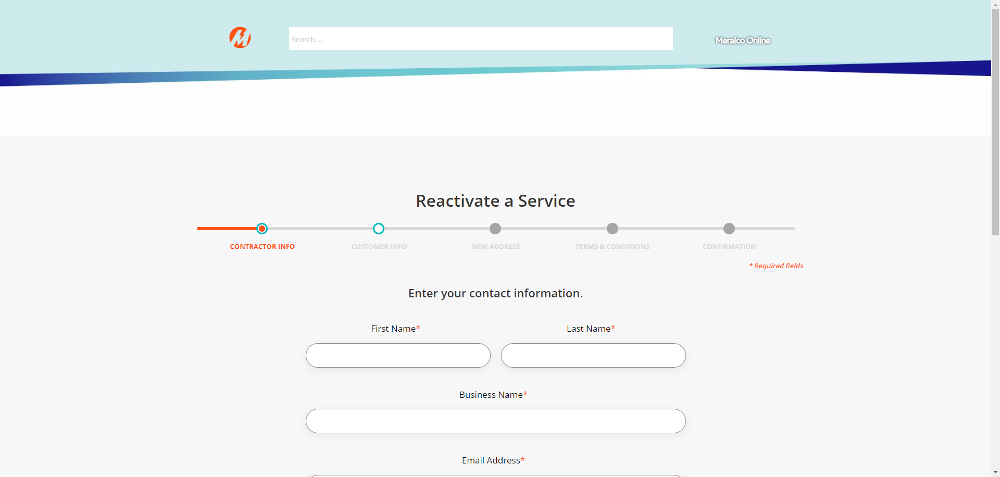 Search ...
Meralco Online
Reactivate a Service
CONTRACTOR INFO
CUSTOMER INFO
NEW ADDRESS
TERMS & CONDITIONS
CONFIRMATION
* Required fields
Enter your contact information.
First Name*
Last Name*
Business Name*
Email Address*